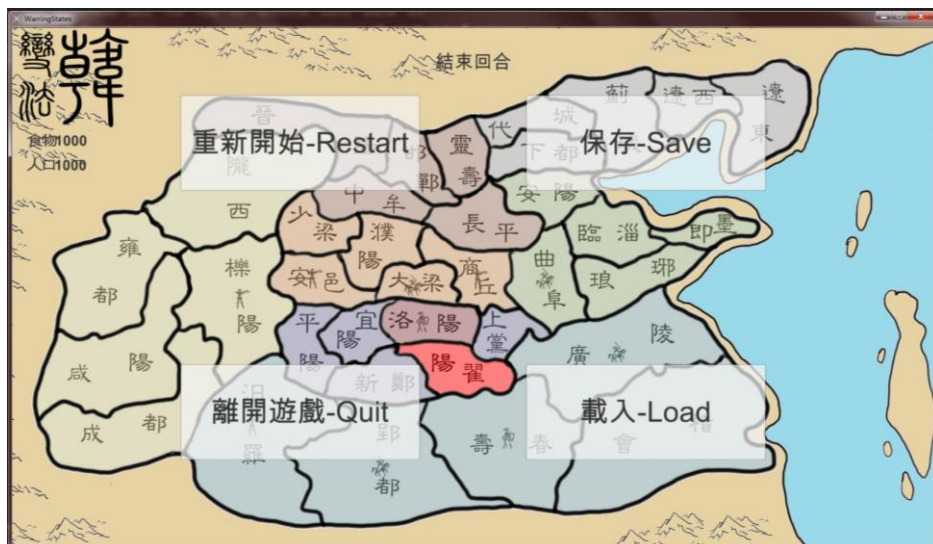 WarringStates
變法
韓
結束回合
食物1000
人口1000
重新開始-Restart
保存-Save
離開遊戲-Quit
載入-Load
晉
隴西
邯鄲
靈壽
代
下都
城
薊
遼西
遼東
中牟
長平
安陽
臨淄
即墨
琅琊
曲阜
少梁
濮陽
安邑
大梁
商丘
雍都
櫟陽
咸陽
成都
平陽
宜陽
洛陽
上黨
新鄭
陽翟
廣陵
汨羅
郢都
壽春
會稽